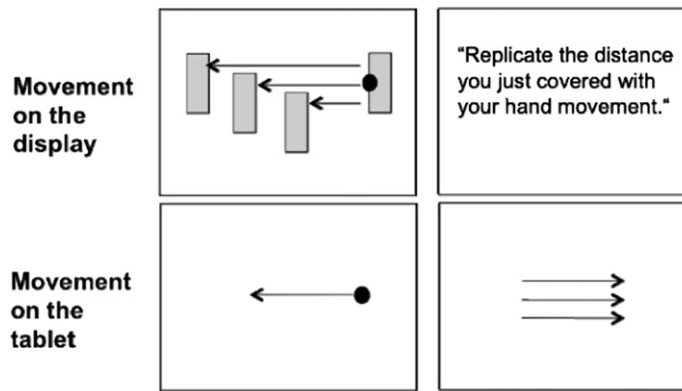 Movement
on the
display
“Replicate the distance
you just covered with
your hand movement.“
Movement
on the
tablet